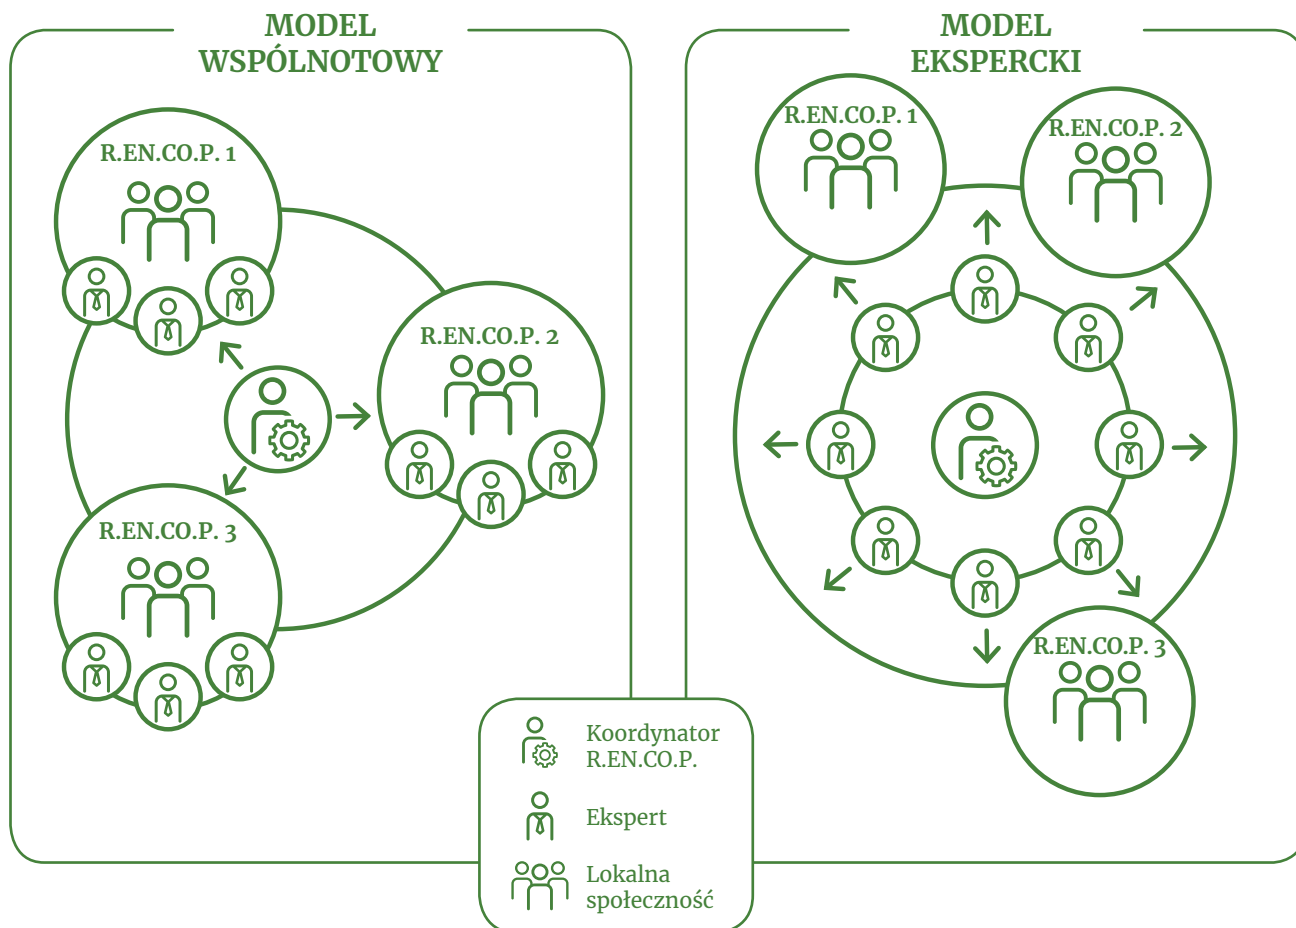 MODEL
WSPÓLNOTOWY
R.EN.CO.P. 1
R.EN.CO.P. 2
R.EN.CO.P. 3
MODEL
EKSPERCKI
R.EN.CO.P. 1
R.EN.CO.P. 2
R.EN.CO.P. 3
Koordynator
R.EN.CO.P.
Ekspert
Lokalna
społeczność